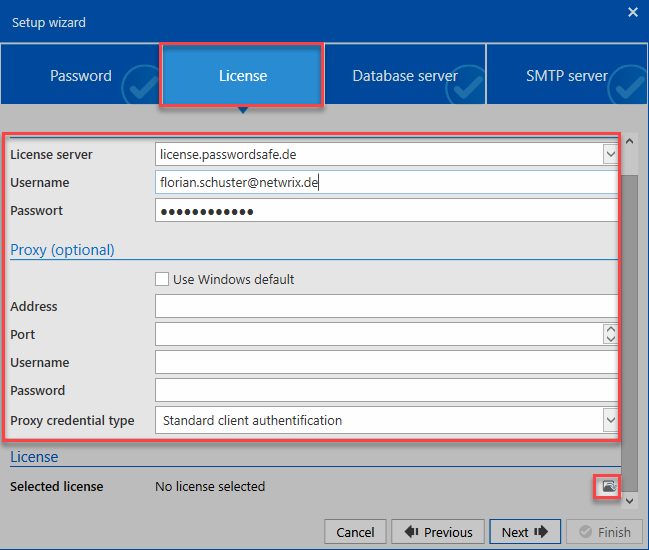 Setup wizard
Password
License
Database server
SMTP server
License server license.passwordsafe.de
Username florian.schuster@netwrix.de
Passwort ●●●●●●●●●●●●
Proxy (optional)
Use Windows default
Address
Port
Username
Password
Proxy credential type Standard client authentification
License
Selected license No license selected
Cancel
Previous
Next
Finish